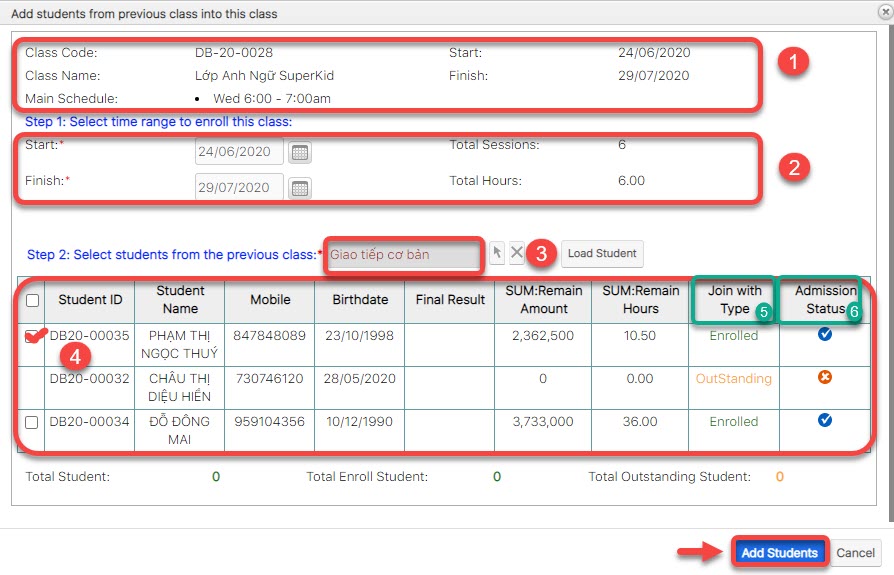 Add students from previous class into this class
Class Code: DB-20-0028 Start: 24/06/2020
Class Name: Lớp Anh Ngữ SuperKid Finish: 29/07/2020
1
Main Schedule: • Wed 6:00 - 7:00am
Step 1: Select time range to enroll this class:
Start:* 24/06/2020 Total Sessions: 6
2
Finish:* 29/07/2020 Total Hours: 6.00
Step 2: Select students from the previous class:* Giao tiếp cơ bản 3 Load Student
Student ID Student Name Mobile Birthdate Final Result SUM:Remain Amount SUM:Remain Hours Join with Type 5 Admission Status 6
DB20-00035 PHẠM THỊ NGỌC THUÝ 847848089 23/10/1998 2,362,500 10.50 Enrolled
4
DB20-00032 CHÂU THỊ DIỆU HIỀN 730746120 28/05/2020 0 0.00 OutStanding
DB20-00034 ĐỖ ĐÔNG MAI 959104356 10/12/1990 3,733,000 36.00 Enrolled
Total Student: 0 Total Enroll Student: 0 Total Outstanding Student: 0
Add Students Cancel